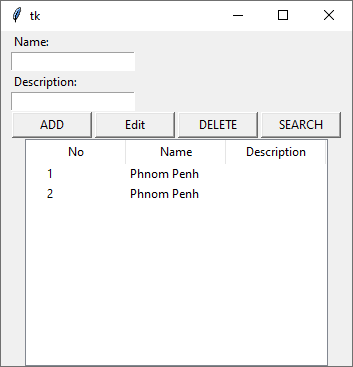 tk
Name:
Description:
ADD Edit DELETE SEARCH
No Name Description
1 Phnom Penh
2 Phnom Penh